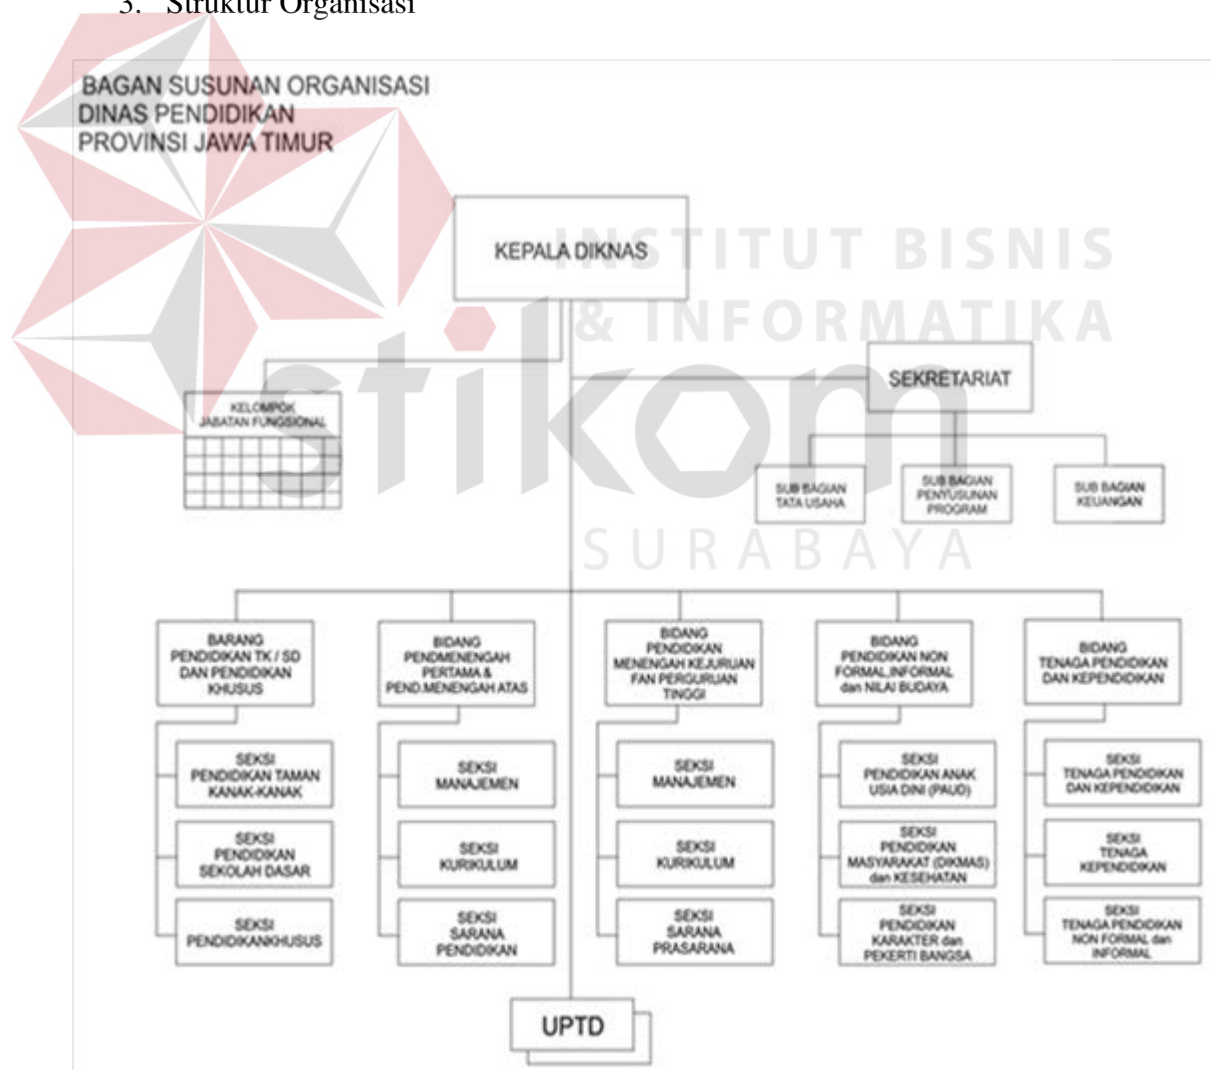 3. Struktur Organisasi
BAGAN SUSUNAN ORGANISASI
DINAS PENDIDIKAN
PROVINSI JAWA TIMUR
KEPALA DIKNAS
INSTITUT BISNIS
& INFORMATIKA
stikom
SURABAYA
SEKRETARIAT
KELOMPOK
JABATAN FUNGSIONAL
SUB BAGIAN
TATA USAHA
SUB BAGIAN
PENYUSUNAN
PROGRAM
SUB BAGIAN
KEUANGAN
BARANG
PENDIDIKAN TK / SD
DAN PENDIDIKAN
KHUSUS
BIDANG
PENDMENENGAH
PERTAMA &
PEND.MENENGAH ATAS
BIDANG
PENDIDIKAN
MENENGAH KEJURUAN
FAN PERGURUAN
TINGGI
BIDANG
PENDIDIKAN NON
FORMAL,INFORMAL
dan NILAI BUDAYA
BIDANG
TENAGA PENDIDIKAN
DAN KEPENDIDIKAN
SEKSI
PENDIDIKAN TAMAN
KANAK-KANAK
SEKSI
MANAJEMEN
SEKSI
MANAJEMEN
SEKSI
PENDIDIKAN ANAK
USIA DINI (PAUD)
SEKSI
TENAGA PENDIDIKAN
DAN KEPENDIDIKAN
SEKSI
PENDIDIKAN
SEKOLAH DASAR
SEKSI
KURIKULUM
SEKSI
KURIKULUM
SEKSI
PENDIDIKAN
MASYARAKAT (DIKMAS)
dan KESEHATAN
SEKSI
TENAGA
KEPENDIDIKAN
SEKSI
PENDIDIKANKHUSUS
SEKSI
SARANA
PENDIDIKAN
SEKSI
SARANA
PRASARANA
SEKSI
PENDIDIKAN
KARAKTER dan
PEKERTI BANGSA
SEKSI
TENAGA PENDIDIKAN
NON FORMAL dan
INFORMAL
UPTD